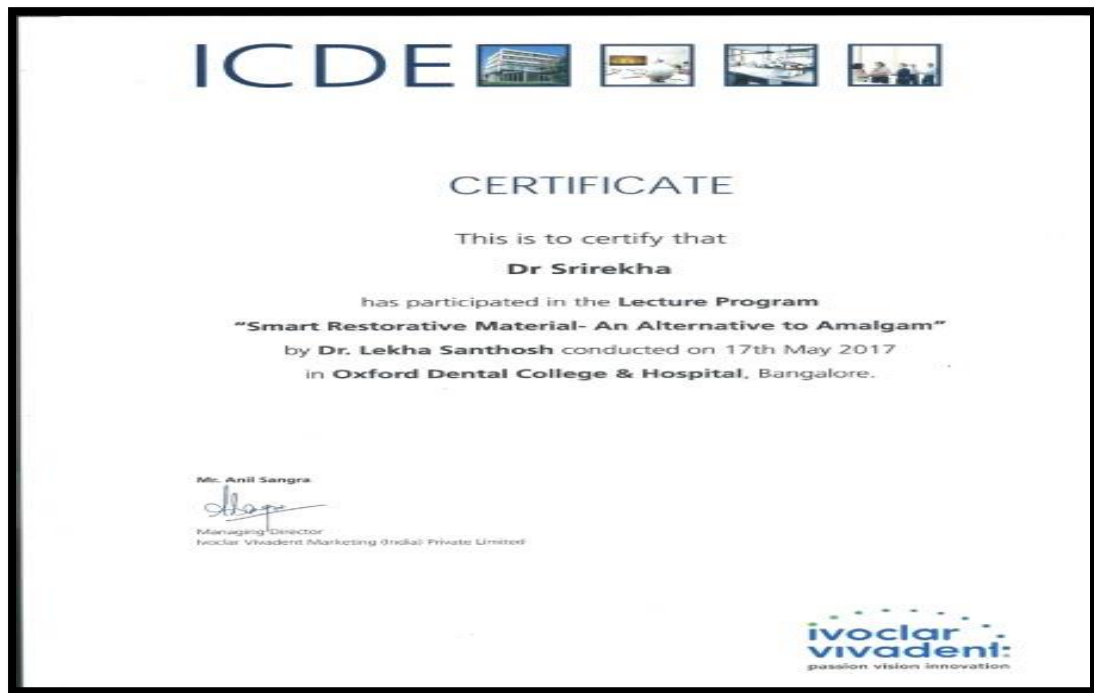 ICDE
CERTIFICATE
This is to certify that
Dr Srirekha
has participated in the Lecture Program
"Smart Restorative Material- An Alternative to Amalgam"
by Dr. Lekha Santhosh conducted on 17th May 2017
in Oxford Dental College & Hospital, Bangalore.
Mr. Anil Sangra
Managing Director
Ivoclar Vivadent Marketing (India) Private Limited
ivoclar
vivadent:
passion vision innovation